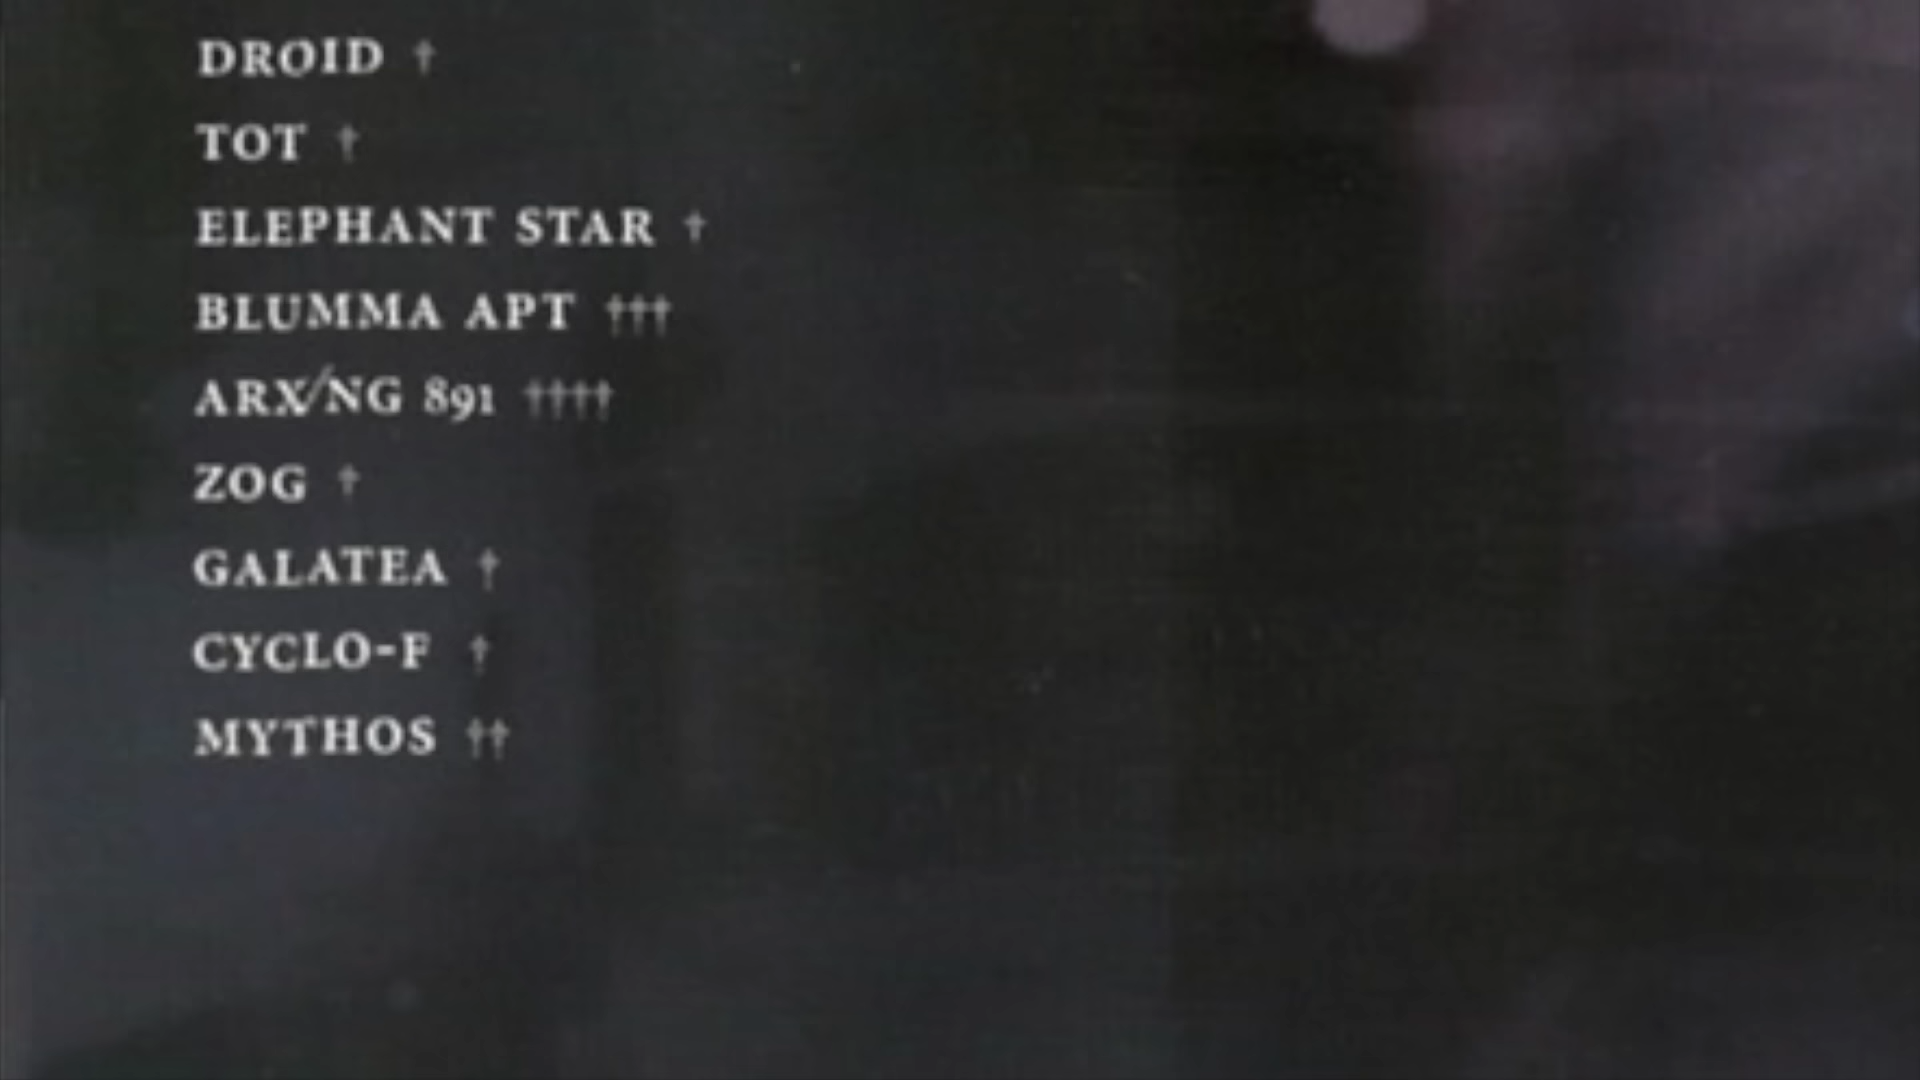 DROID †
TOT †
ELEPHANT STAR †
BLUMMA APT †††
ARX/NG 891 ††††
ZOG †
GALATEA †
CYCLO-F †
MYTHOS ††